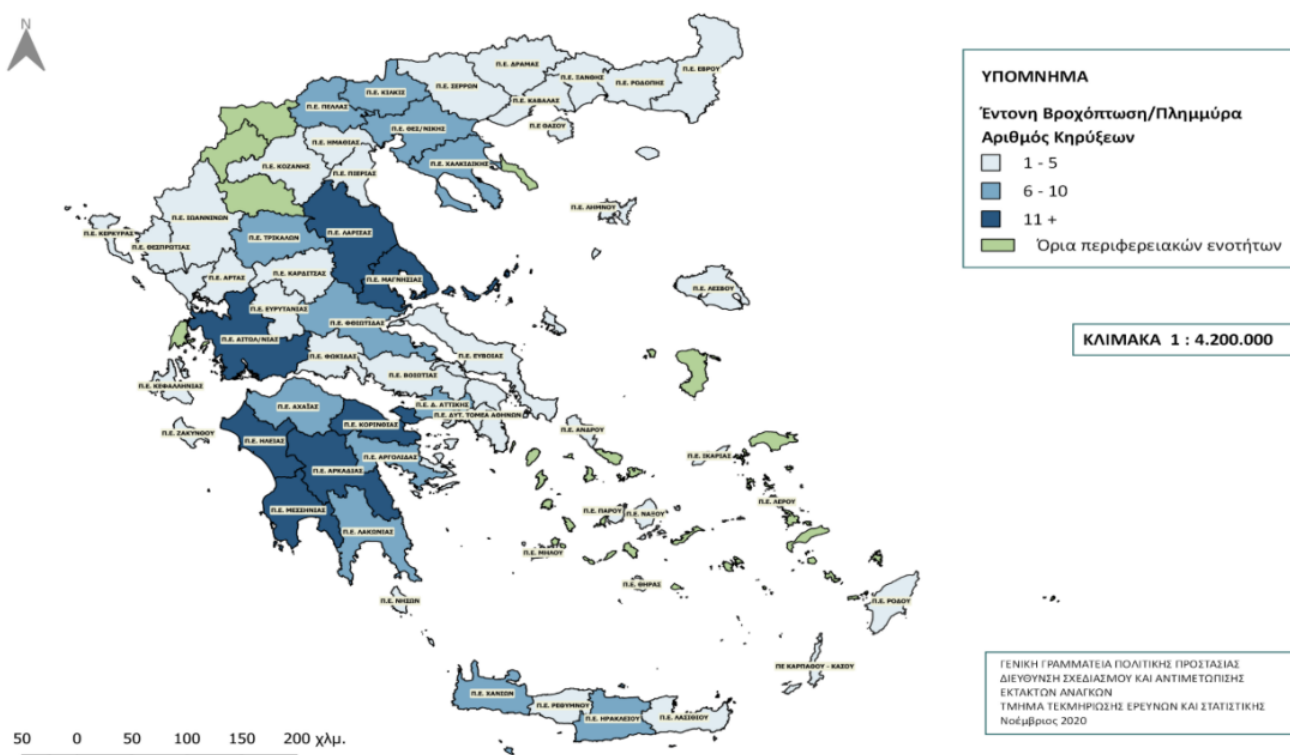 N
Π.Ε. ΕΒΡΟΥ
Π.Ε. ΔΡΑΜΑΣ
Π.Ε. ΞΑΝΘΗΣ
Π.Ε. ΡΟΔΟΠΗΣ
Π.Ε. ΣΕΡΡΩΝ
Π.Ε. ΚΙΛΚΙΣ
Π.Ε. ΠΕΛΛΑΣ
Π.Ε. ΚΑΒΑΛΑΣ
Π.Ε ΘΑΣΟΥ
Π.Ε. ΘΕΣ/ΝΙΚΗΣ
Π.Ε. ΗΜΑΘΙΑΣ
Π.Ε. ΚΟΖΑΝΗΣ
Π.Ε. ΠΙΕΡΙΑΣ
Π.Ε. ΧΑΛΚΙΔΙΚΗΣ
Π.Ε. ΛΗΜΝΟΥ
Π.Ε. ΙΩΑΝΝΙΝΩΝ
Π.Ε. ΚΕΡΚΥΡΑΣ
Π.Ε. ΘΕΣΠΡΩΤΙΑΣ
Π.Ε. ΤΡΙΚΑΛΩΝ
Π.Ε. ΛΑΡΙΣΑΣ
Π.Ε. ΑΡΤΑΣ
Π.Ε. ΚΑΡΔΙΤΣΑΣ
Π.Ε. ΜΑΓΝΗΣΙΑΣ
Π.Ε. ΛΕΣΒΟΥ
Π.Ε. ΕΥΡΥΤΑΝΙΑΣ
Π.Ε. ΦΘΙΩΤΙΔΑΣ
Π.Ε. ΑΙΤΩΛ/ΝΙΑΣ
Π.Ε. ΦΩΚΙΔΑΣ
Π.Ε. ΕΥΒΟΙΑΣ
Π.Ε. ΒΟΙΩΤΙΑΣ
Π.Ε. ΚΕΦΑΛΛΗΝΙΑΣ
Π.Ε. ΑΧΑΪΑΣ
Π.Ε. Δ. ΑΤΤΙΚΗΣ
Π.Ε. ΔΥΤ. ΤΟΜΕΑ ΑΘΗΝΩΝ
Π.Ε. ΚΟΡΙΝΘΙΑΣ
Π.Ε. ΖΑΚΥΝΘΟΥ
Π.Ε. ΗΛΕΙΑΣ
Π.Ε. ΑΝΔΡΟΥ
Π.Ε. ΑΡΓΟΛΙΔΑΣ
Π.Ε. ΙΚΑΡΙΑΣ
Π.Ε. ΑΡΚΑΔΙΑΣ
Π.Ε. ΛΕΡΟΥ
Π.Ε. ΜΕΣΣΗΝΙΑΣ
Π.Ε. ΠΑΡΟΥ
Π.Ε. ΝΑΞΟΥ
Π.Ε. ΛΑΚΩΝΙΑΣ
Π.Ε. ΜΗΛΟΥ
Π.Ε. ΘΗΡΑΣ
Π.Ε. ΝΗΣΩΝ
Π.Ε. ΡΟΔΟΥ
ΠΕ ΚΑΡΠΑΘΟΥ - ΚΑΣΟΥ
Π.Ε. ΧΑΝΙΩΝ
Π.Ε. ΡΕΘΥΜΝΟΥ
Π.Ε. ΗΡΑΚΛΕΙΟΥ
Π.Ε. ΛΑΣΙΘΙΟΥ
50 0 50 100 150 200 χλμ.
ΥΠΟΜΝΗΜΑ
Έντονη Βροχόπτωση/Πλημμύρα
Αριθμός Κηρύξεων
1 - 5
6 - 10
11 +
Όρια περιφερειακών ενοτήτων
ΚΛΙΜΑΚΑ 1 : 4.200.000
ΓΕΝΙΚΗ ΓΡΑΜΜΑΤΕΙΑ ΠΟΛΙΤΙΚΗΣ ΠΡΟΣΤΑΣΙΑΣ
ΔΙΕΥΘΥΝΣΗ ΣΧΕΔΙΑΣΜΟΥ ΚΑΙ ΑΝΤΙΜΕΤΩΠΙΣΗΣ
ΕΚΤΑΚΤΩΝ ΑΝΑΓΚΩΝ
ΤΜΗΜΑ ΤΕΚΜΗΡΙΩΣΗΣ ΕΡΕΥΝΩΝ ΚΑΙ ΣΤΑΤΙΣΤΙΚΗΣ
Νοέμβριος 2020